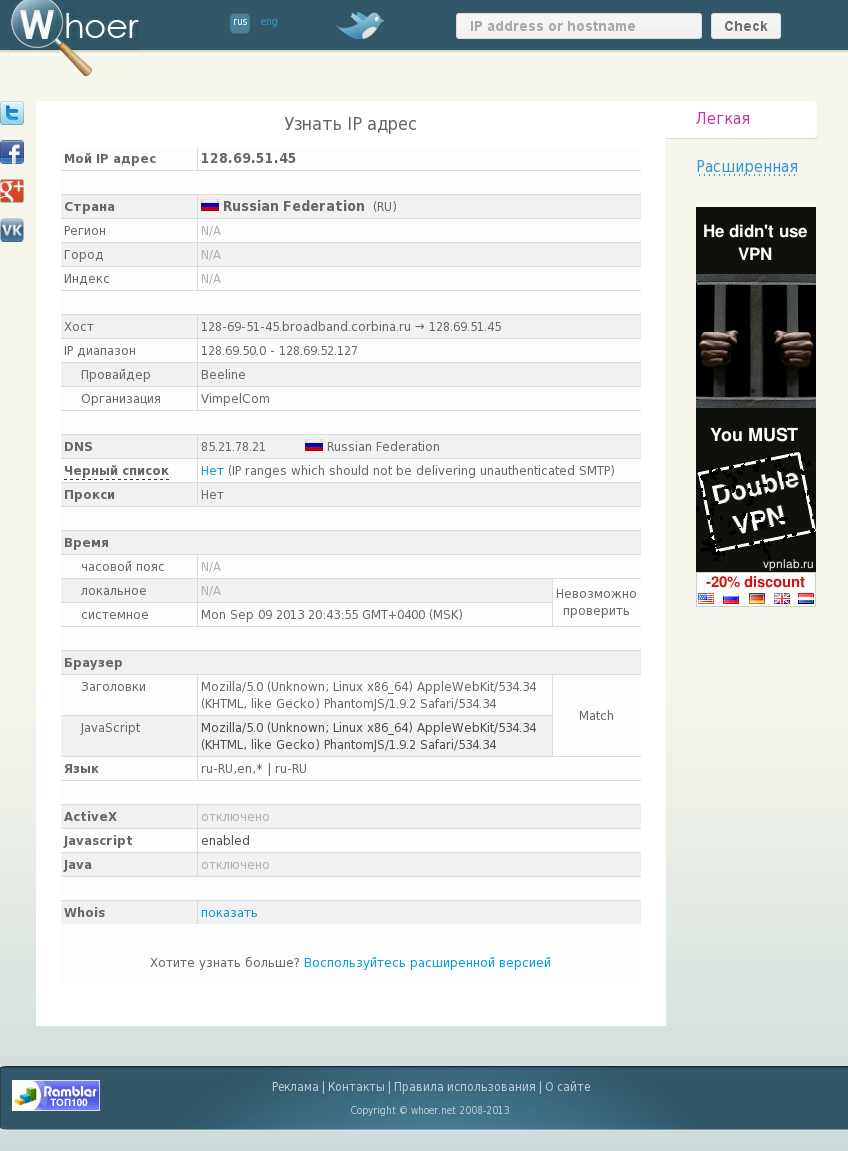 Whoer
rus eng
IP address or hostname
Check
Узнать IP адрес
Легкая
Расширенная
Мой IP адрес 128.69.51.45
Страна Russian Federation (RU)
Регион N/A
Город N/A
Индекс N/A
Хост 128-69-51-45.broadband.corbina.ru → 128.69.51.45
IP диапазон 128.69.50.0 - 128.69.52.127
Провайдер Beeline
Организация VimpelCom
DNS 85.21.78.21 Russian Federation
Черный список Нет (IP ranges which should not be delivering unauthenticated SMTP)
Прокси Нет
Время
часовой пояс N/A
локальное N/A
системное Mon Sep 09 2013 20:43:55 GMT+0400 (MSK)
Невозможно
проверить
Браузер
Заголовки Mozilla/5.0 (Unknown; Linux x86_64) AppleWebKit/534.34
(KHTML, like Gecko) PhantomJS/1.9.2 Safari/534.34
JavaScript Mozilla/5.0 (Unknown; Linux x86_64) AppleWebKit/534.34
(KHTML, like Gecko) PhantomJS/1.9.2 Safari/534.34
Match
Язык ru-RU,en,* | ru-RU
ActiveX отключено
Javascript enabled
Java отключено
Whois показать
Хотите узнать больше? Воспользуйтесь расширенной версией
He didn't use
VPN
You MUST
Double
VPN
vpnlab.ru
-20% discount
Rambler
ТОП100
Реклама | Контакты | Правила использования | О сайте
Copyright © whoer.net 2008-2013